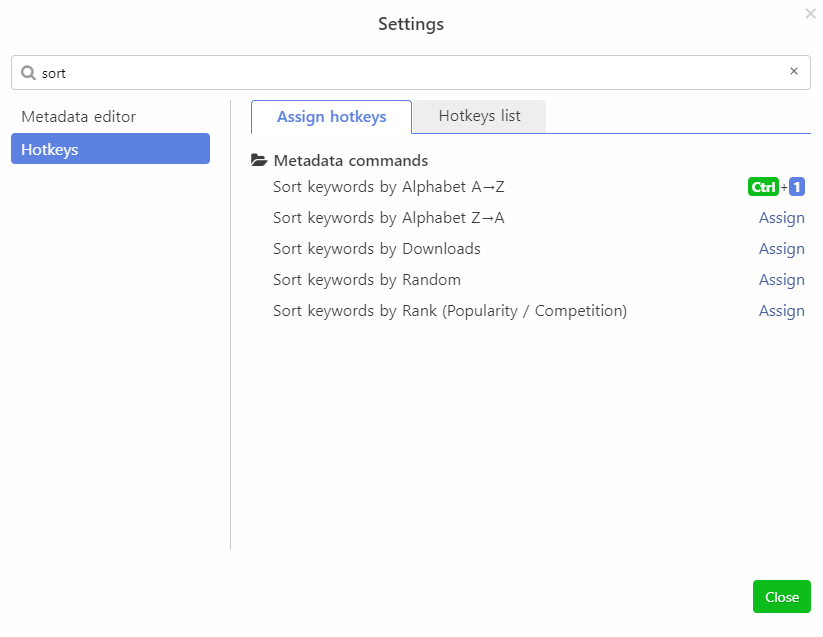 Settings
sort
Metadata editor
Hotkeys
Assign hotkeys
Hotkeys list
Metadata commands
Sort keywords by Alphabet A→Z Ctrl+1
Sort keywords by Alphabet Z→A Assign
Sort keywords by Downloads Assign
Sort keywords by Random Assign
Sort keywords by Rank (Popularity / Competition) Assign
Close